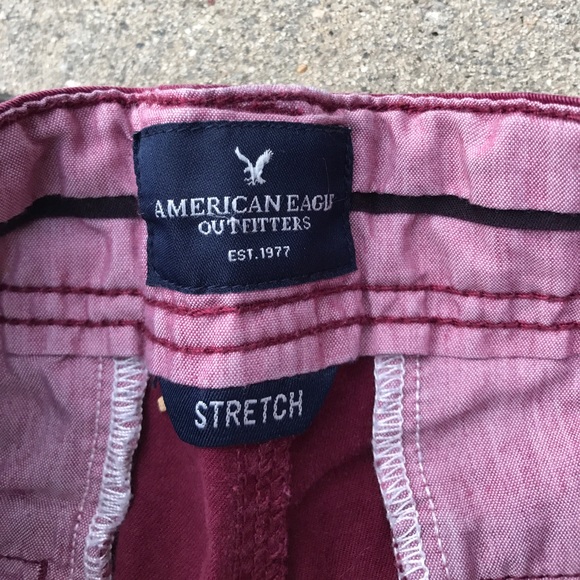 AMERICAN EAGLE
OUTFITTERS
EST. 1977
STRETCH